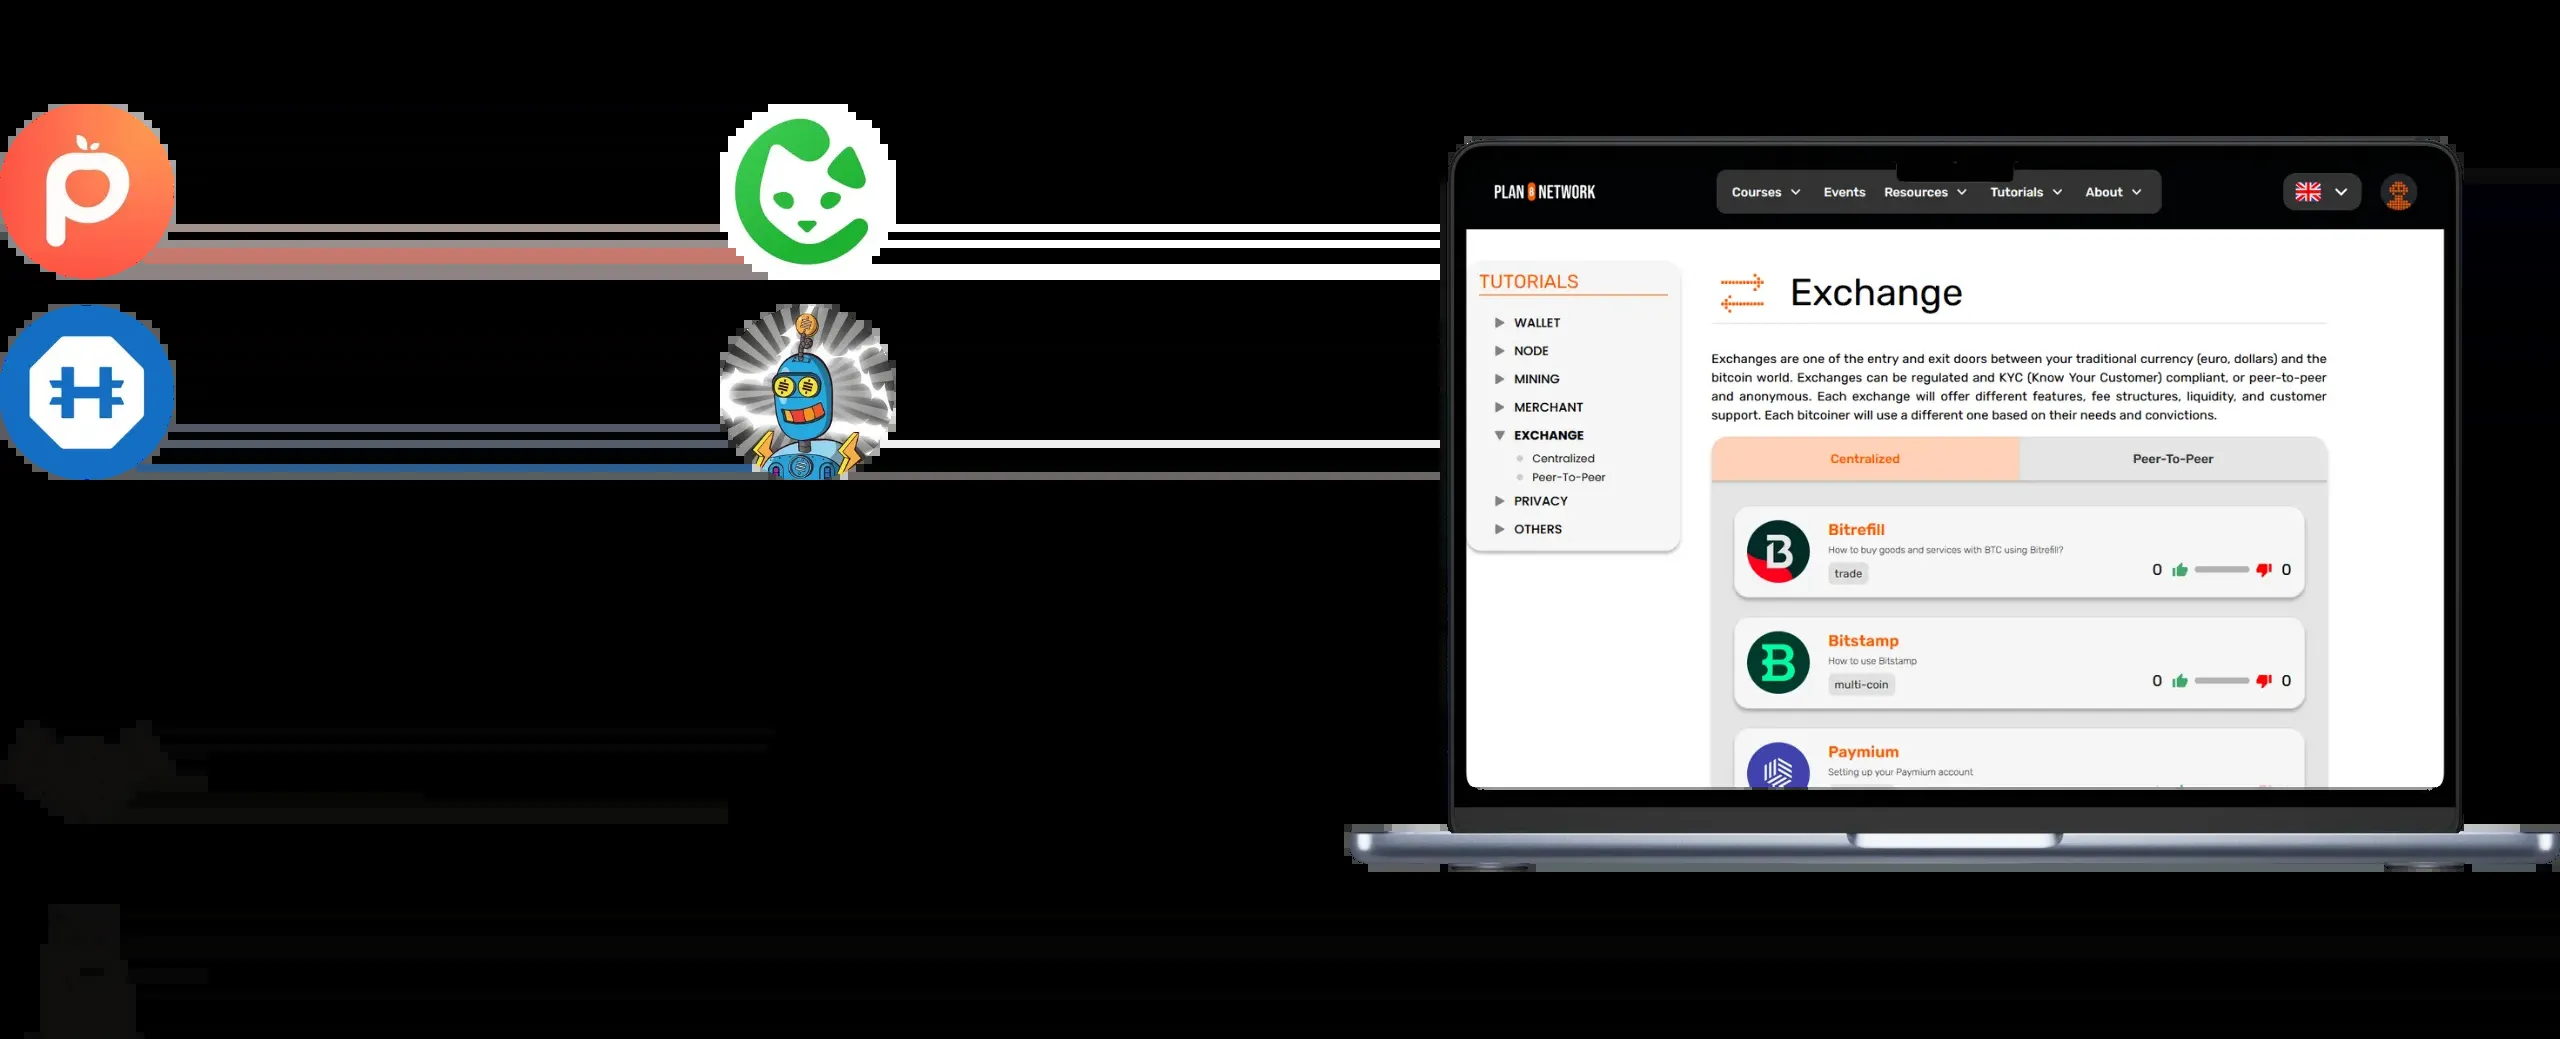 PLAN B NETWORK
Courses
Events
Resources
Tutorials
About
TUTORIALS
WALLET
NODE
MINING
MERCHANT
EXCHANGE
Centralized
Peer-To-Peer
PRIVACY
OTHERS
Exchange
Exchanges are one of the entry and exit doors between your traditional currency (euro, dollars) and the
bitcoin world. Exchanges can be regulated and KYC (Know Your Customer) compliant, or peer-to-peer
and anonymous. Each exchange will offer different features, fee structures, liquidity, and customer
support. Each bitcoiner will use a different one based on their needs and convictions.
Centralized
Peer-To-Peer
Bitrefill
How to buy goods and services with BTC using Bitrefill?
trade
0
0
Bitstamp
How to use Bitstamp
multi-coin
0
0
Paymium
Setting up your Paymium account